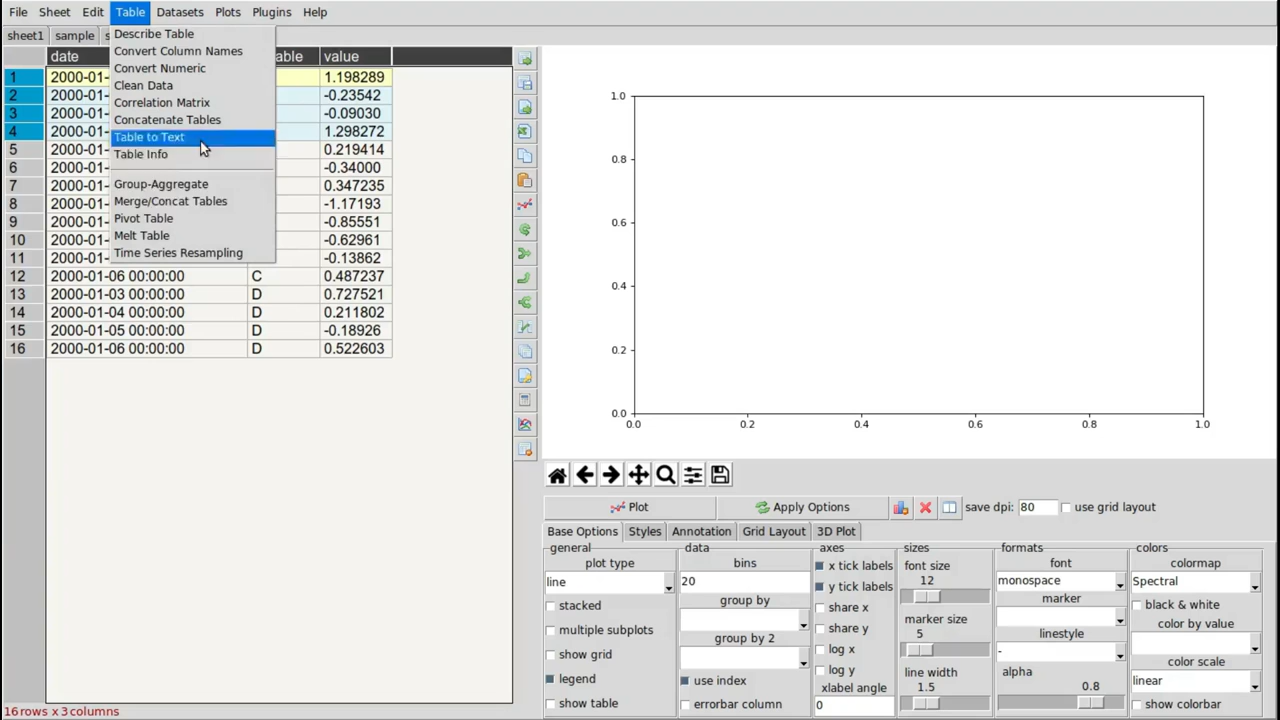 File Sheet Edit Table Datasets Plots Plugins Help
sheet1 sample s
Describe Table
Convert Column Names
Convert Numeric
Clean Data
Correlation Matrix
Concatenate Tables
Table to Text
Table Info
Group-Aggregate
Merge/Concat Tables
Pivot Table
Melt Table
Time Series Resampling
date able value
1 2000-01- 1.198289
2 2000-01- -0.23542
3 2000-01- -0.09030
4 2000-01- 1.298272
5 2000-01- 0.219414
6 2000-01- -0.34000
7 2000-01- 0.347235
8 2000-01- -1.17193
9 2000-01- -0.85551
10 2000-01- -0.62961
11 2000-01- -0.13862
12 2000-01-06 00:00:00 C 0.487237
13 2000-01-03 00:00:00 D 0.727521
14 2000-01-04 00:00:00 D 0.211802
15 2000-01-05 00:00:00 D -0.18926
16 2000-01-06 00:00:00 D 0.522603
1.0
0.8
0.6
0.4
0.2
0.0
0.0 0.2 0.4 0.6 0.8 1.0
Plot Apply Options save dpi: 80 use grid layout
Base Options Styles Annotation Grid Layout 3D Plot
general
plot type
line
stacked
multiple subplots
show grid
legend
show table
data
bins
20
group by
group by 2
use index
errorbar column
axes
x tick labels
y tick labels
share x
share y
log x
log y
xlabel angle
0
sizes
font size
12
marker size
5
line width
1.5
formats
font
monospace
marker
linestyle
-
alpha
0.8
colors
colormap
Spectral
black & white
color by value
color scale
linear
show colorbar
16 rows x 3 columns